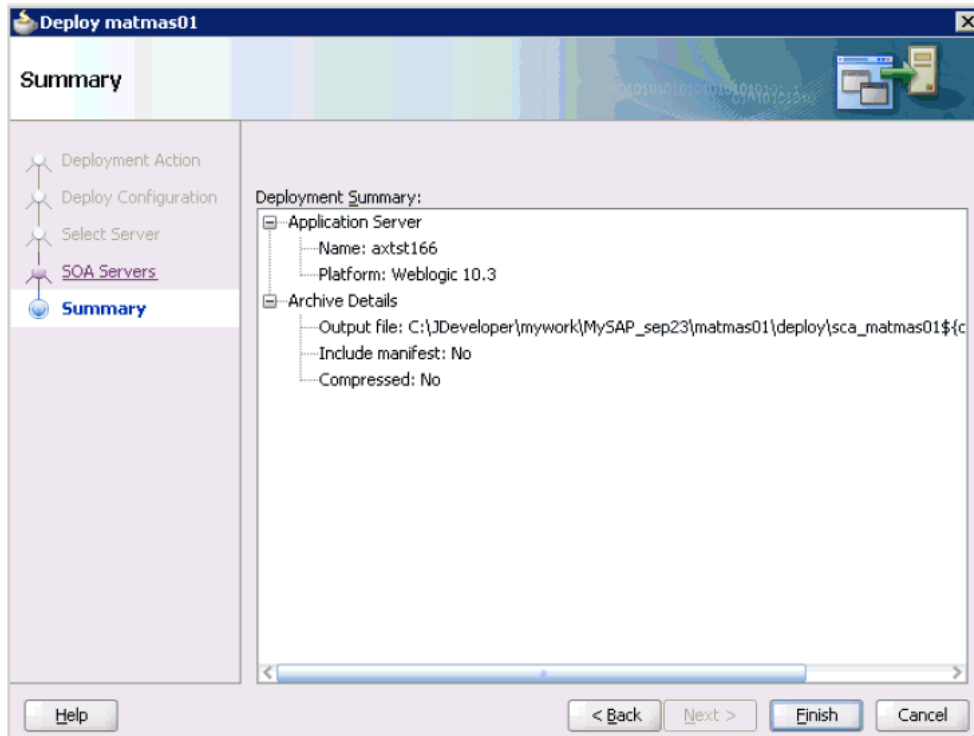 Deploy matmas01
Summary
Deployment Action
Deploy Configuration
Select Server
SOA Servers
Summary
Deployment Summary:
Application Server
Name: axtst166
Platform: Weblogic 10.3
Archive Details
Output file: C:\JDeveloper\mywork\MySAP_sep23\matmas01\deploy\sca_matmas01${c
Include manifest: No
Compressed: No
Help
< Back
Next >
Finish
Cancel